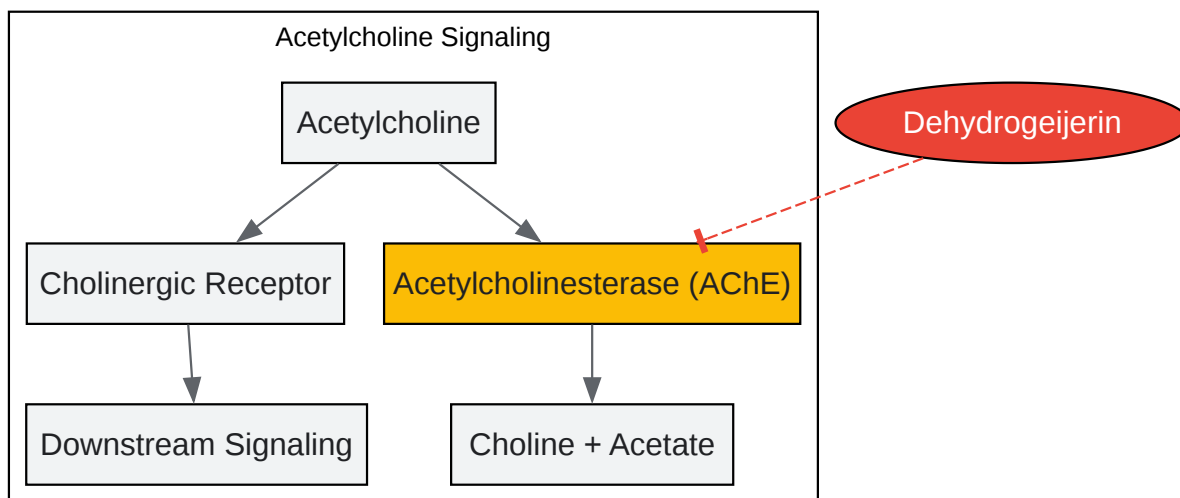 Acetylcholine Signaling
Acetylcholine
Dehydrogeijerin
Cholinergic Receptor
Acetylcholinesterase (AChE)
Downstream Signaling
Choline + Acetate